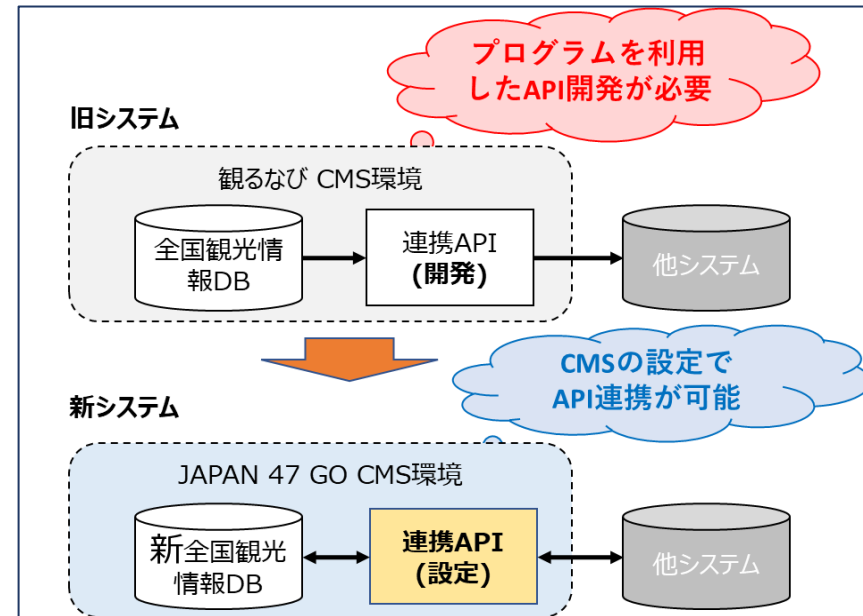 プログラムを利用
したAPI開発が必要
旧システム
観るなび CMS環境
全国観光情
報DB
連携API
(開発)
他システム
CMSの設定で
API連携が可能
新システム
JAPAN 47 GO CMS環境
新全国観光
情報DB
連携API
(設定)
他システム